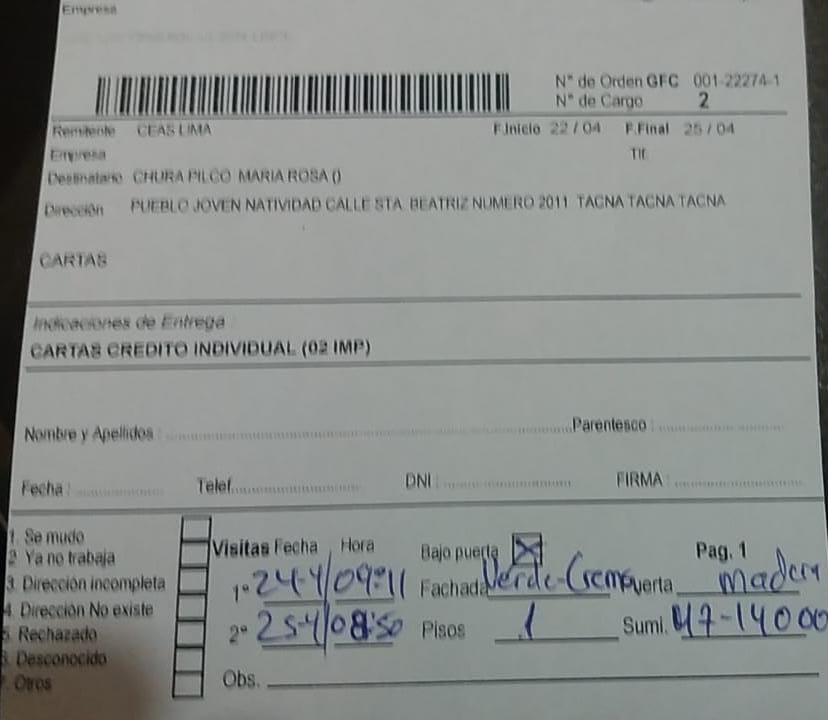 Empresa
N° de Orden GFC 001-22274-1
N° de Cargo 2
Remitente CEAS LIMA F.Inicio 22 / 04 F.Final 25 / 04
Empresa Tlf.
Destinatario CHURA PILCO MARIA ROSA ()
Dirección PUEBLO JOVEN NATIVIDAD CALLE STA. BEATRIZ NUMERO 2011 TACNA TACNA TACNA
CARTAS
Indicaciones de Entrega :
CARTAS CREDITO INDIVIDUAL (02 IMP)
Nombre y Apellidos : Parentesco :
Fecha : Telef. DNI : FIRMA :
1. Se mudo
2. Ya no trabaja
3. Dirección incompleta
4. Dirección No existe
5. Rechazado
6. Desconocido
7. Otros
Visitas Fecha Hora Bajo puerta X Pag. 1
1° 24-4/09:11 Fachada Verde-Crema Puerta madera
2° 25-4/08:50 Pisos 1 Sumi. 47-14000
Obs.